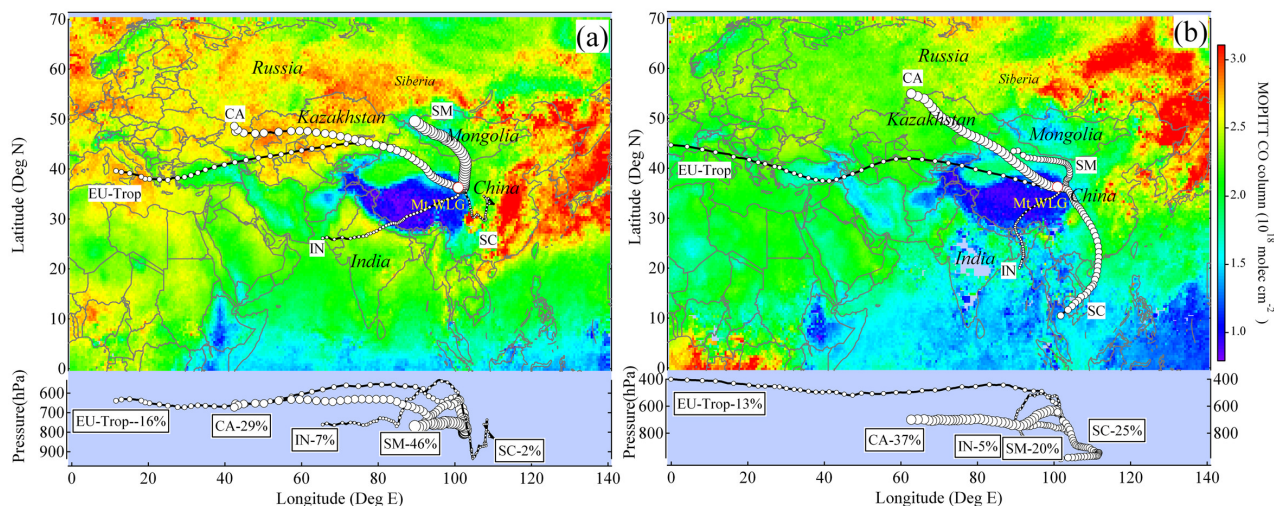 (a)
70
60
50
40
30
20
10
0
Latitude (Deg N)
Russia
Siberia
CA
Kazakhstan
SM
Mongolia
EU-Trop
China
Mt.WLG
IN
SC
India
Pressure(hPa)
600
700
800
900
EU-Trop--16%
CA-29%
IN-7%
SM-46%
SC-2%
0
20
40
60
80
100
120
140
Longitude (Deg E)
(b)
70
60
50
40
30
20
10
0
Latitude (Deg N)
Russia
Siberia
CA
Kazakhstan
Mongolia
SM
EU-Trop
China
Mt.WLG
IN
India
SC
Pressure(hPa)
400
600
800
400
600
800
EU-Trop-13%
CA-37%
IN-5%
SM-20%
SC-25%
0
20
40
60
80
100
120
140
Longitude (Deg E)
3.0
2.5
2.0
1.5
1.0
MOPITT CO column (10¹⁸ molec cm⁻²)